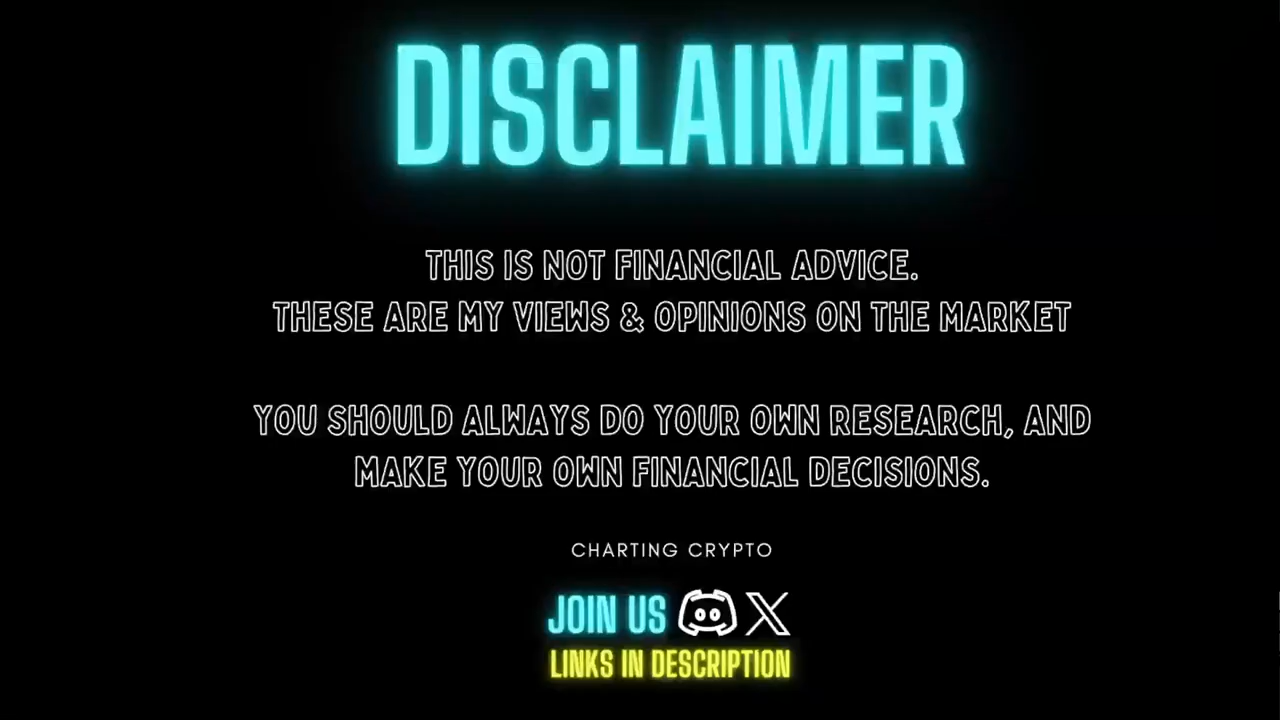 DISCLAIMER
THIS IS NOT FINANCIAL ADVICE.
THESE ARE MY VIEWS & OPINIONS ON THE MARKET
YOU SHOULD ALWAYS DO YOUR OWN RESEARCH, AND
MAKE YOUR OWN FINANCIAL DECISIONS.
CHARTING CRYPTO
JOIN US
LINKS IN DESCRIPTION